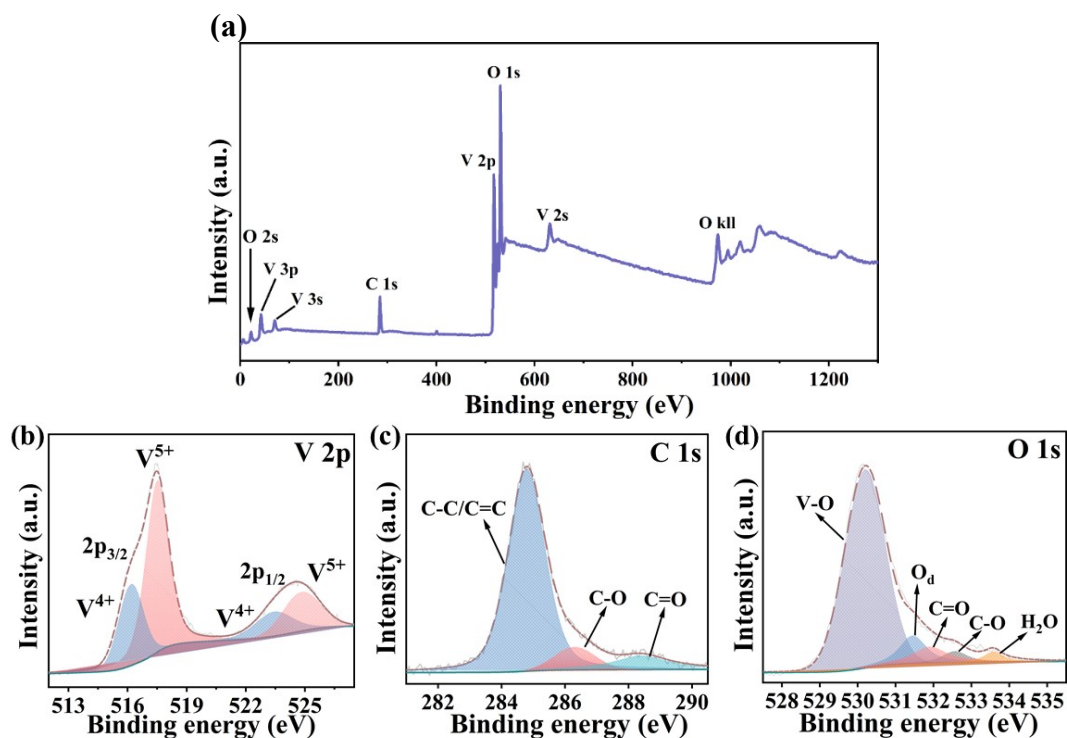 (a)
O 1s
V 2p
V 2s
O kll
O 2s
V 3p
V 3s
C 1s
Intensity (a.u.)
0 200 400 600 800 1000 1200
Binding energy (eV)
(b)
V 2p
V⁵⁺
2p₃/₂
V⁴⁺
2p₁/₂
V⁵⁺
V⁴⁺
Intensity (a.u.)
513 516 519 522 525
Binding energy (eV)
(c)
C 1s
C-C/C=C
C-O
C=O
Intensity (a.u.)
282 284 286 288 290
Binding energy (eV)
(d)
O 1s
V-O
O_d
C=O
C-O
H₂O
Intensity (a.u.)
528 529 530 531 532 533 534 535
Binding energy (eV)